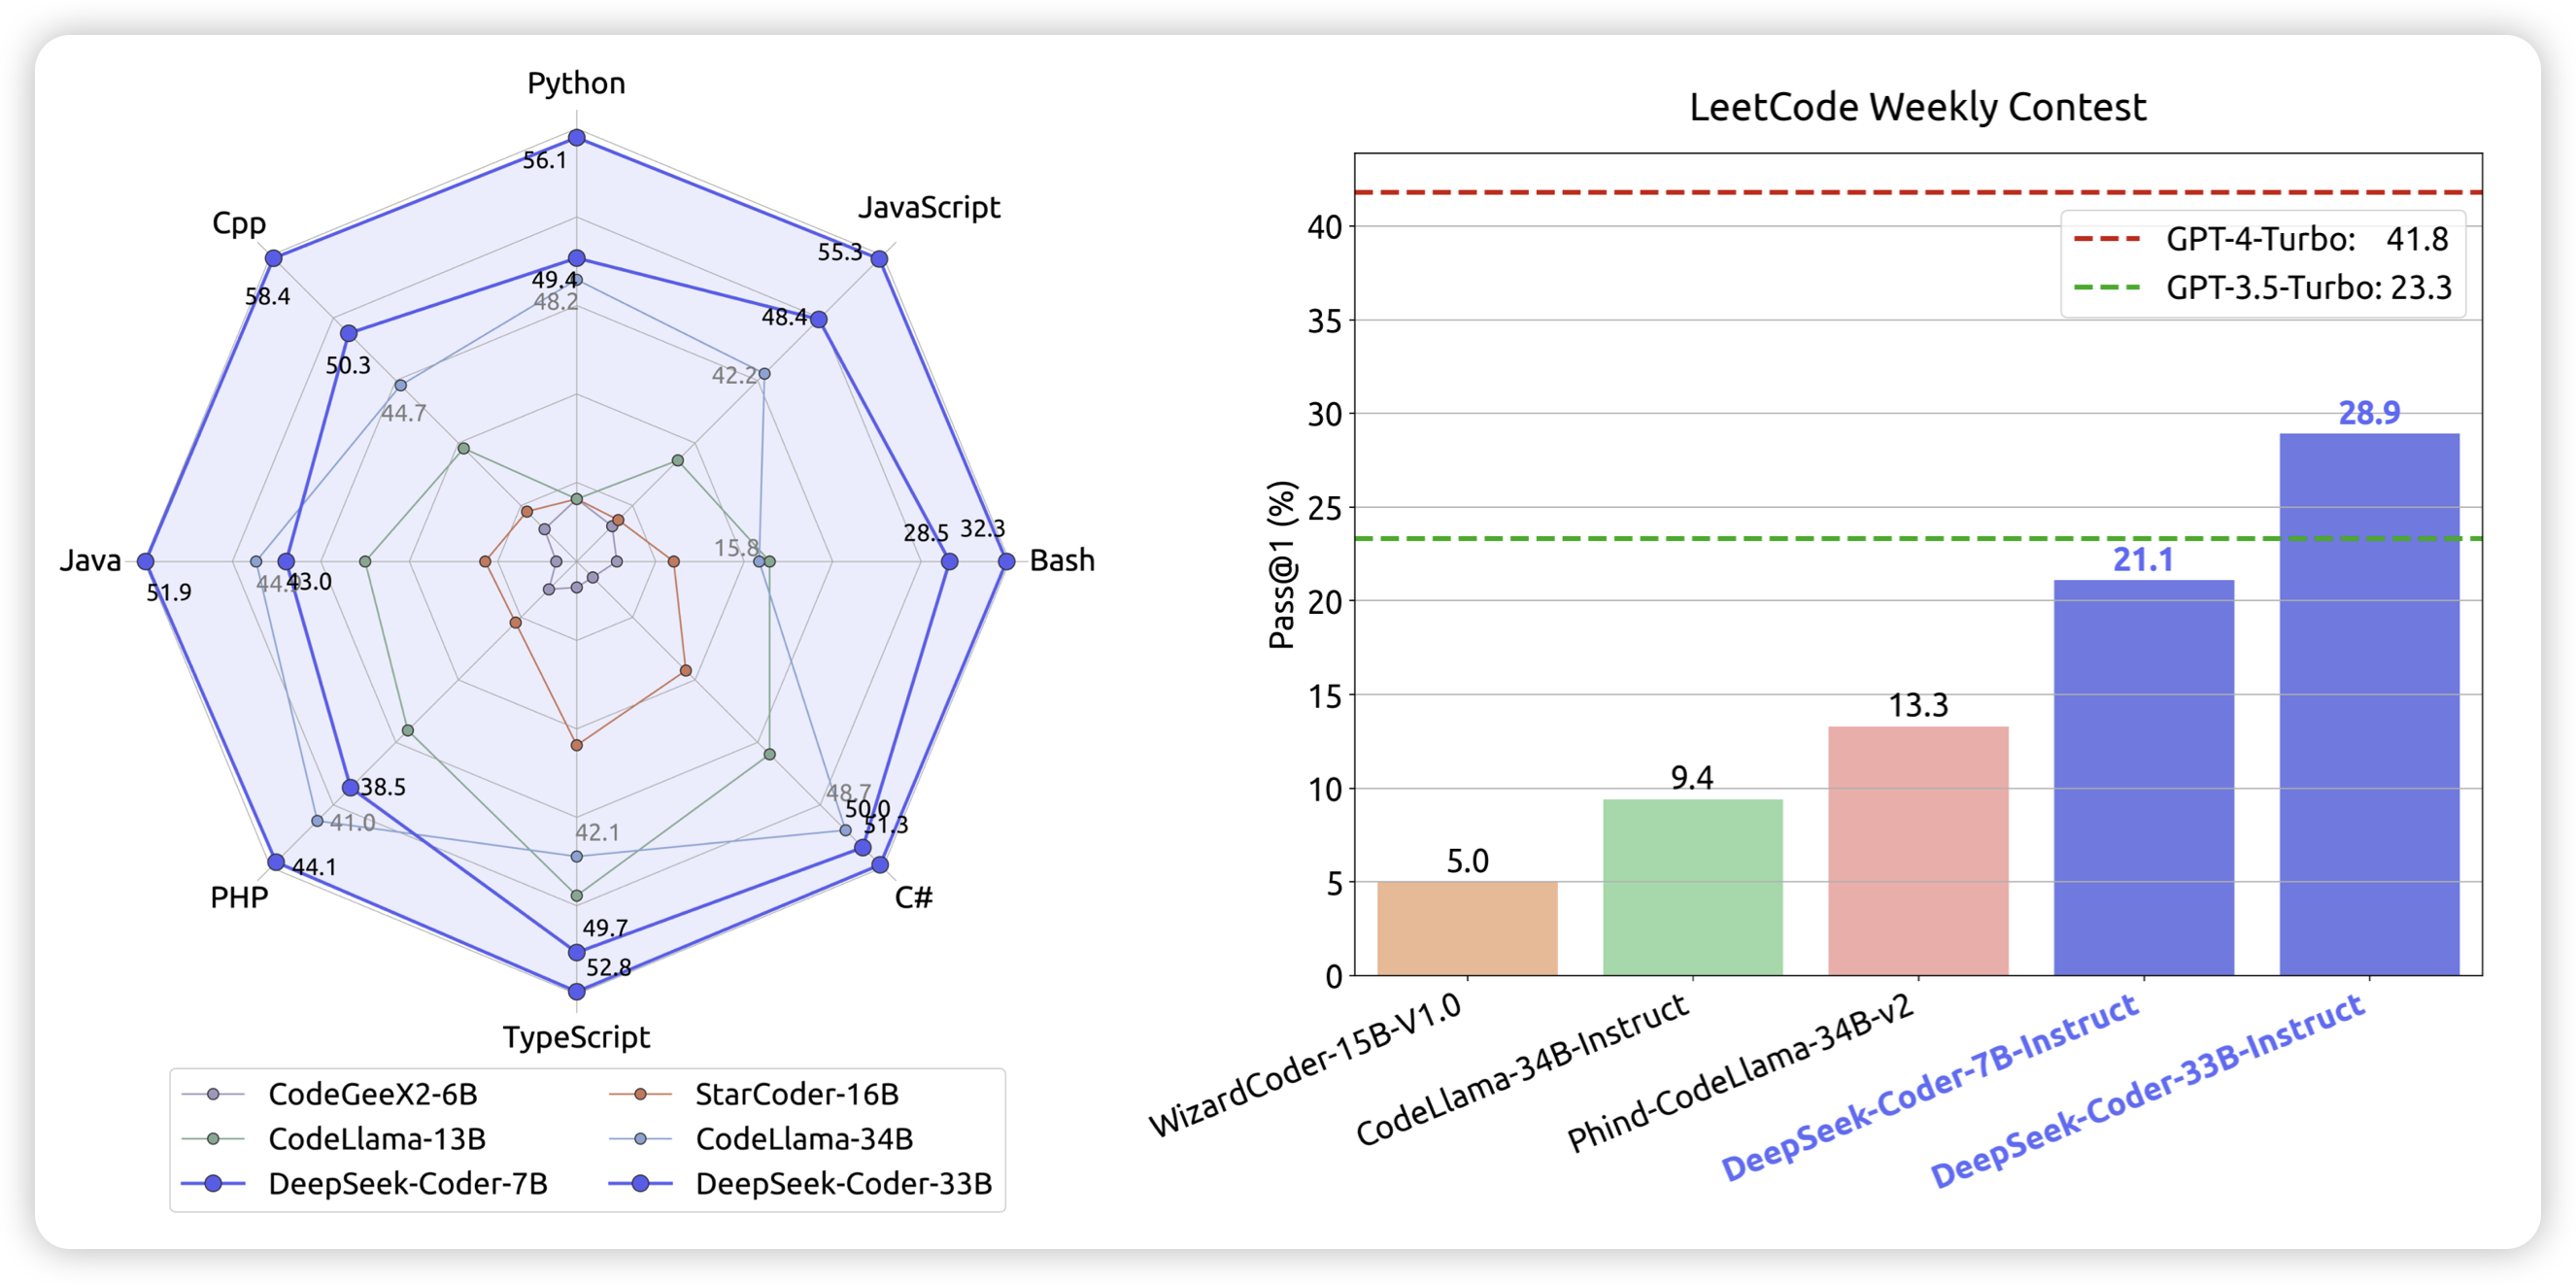 Python
56.1
JavaScript
55.3
Cpp
58.4
49.4
48.2
48.4
50.3
42.2
44.7
28.5
32.3
15.8
Java
Bash
51.9
43.0
38.5
41.0
44.1
42.1
48.7
50.0
51.3
PHP
C#
49.7
52.8
TypeScript
CodeGeeX2-6B
StarCoder-16B
CodeLlama-13B
CodeLlama-34B
DeepSeek-Coder-7B
DeepSeek-Coder-33B
LeetCode Weekly Contest
GPT-4-Turbo: 41.8
GPT-3.5-Turbo: 23.3
Pass@1 (%)
40
35
30
25
20
15
10
5
0
5.0
9.4
13.3
21.1
28.9
WizardCoder-15B-V1.0
CodeLlama-34B-Instruct
Phind-CodeLlama-34B-v2
DeepSeek-Coder-7B-Instruct
DeepSeek-Coder-33B-Instruct